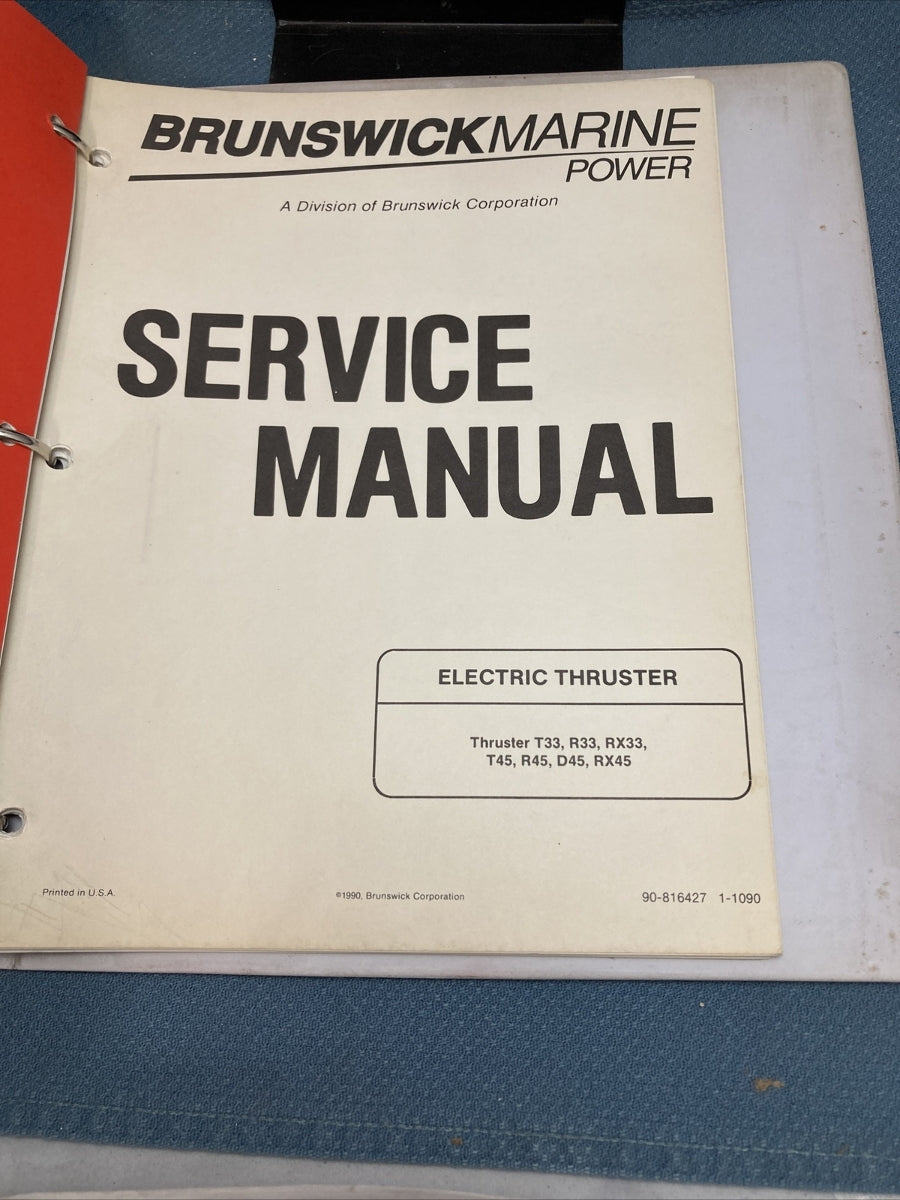 BRUNSWICKMARINE
POWER
A Division of Brunswick Corporation
SERVICE
MANUAL
ELECTRIC THRUSTER
Thruster T33, R33, RX33,
T45, R45, D45, RX45
Printed in U.S.A.
©1990, Brunswick Corporation
90-816427 1-1090